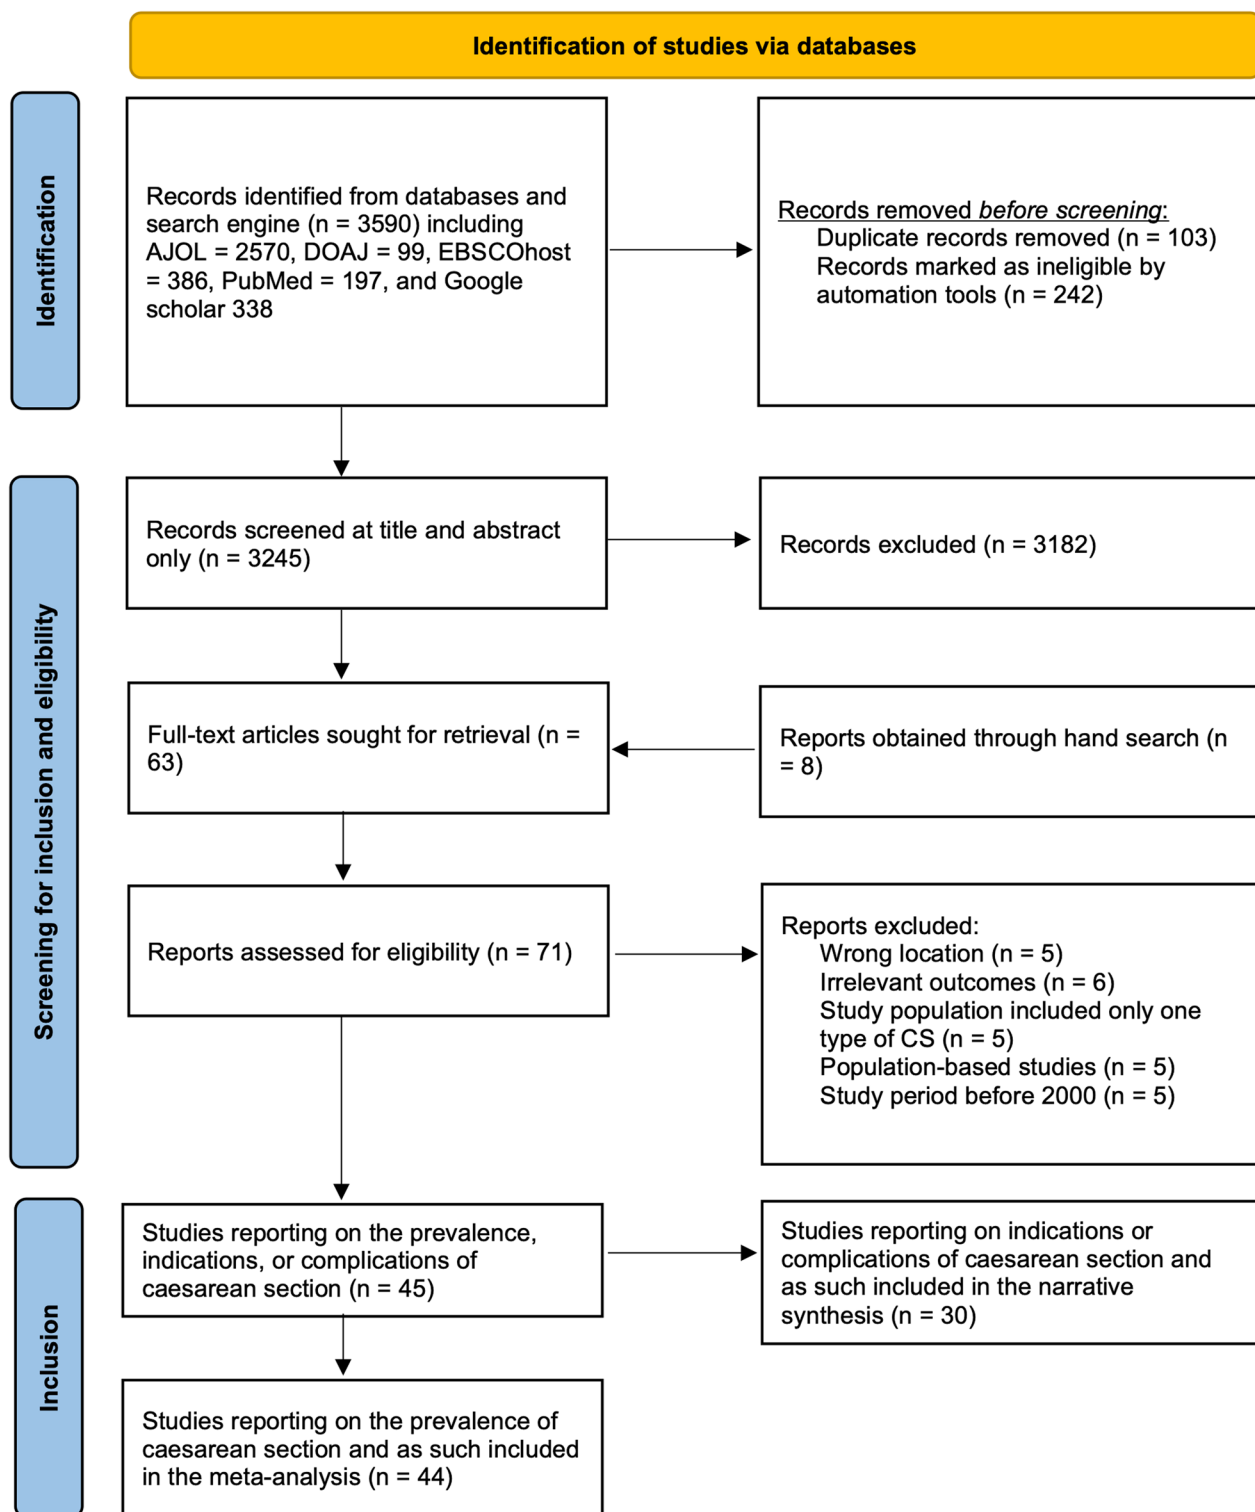 Identification of studies via databases
Identification
Records identified from databases and
search engine (n = 3590) including
AJOL = 2570, DOAJ = 99, EBSCOhost
= 386, PubMed = 197, and Google
scholar 338
Records removed before screening:
Duplicate records removed (n = 103)
Records marked as ineligible by
automation tools (n = 242)
Screening for inclusion and eligibility
Records screened at title and abstract
only (n = 3245)
Records excluded (n = 3182)
Full-text articles sought for retrieval (n =
63)
Reports obtained through hand search (n
= 8)
Reports assessed for eligibility (n = 71)
Reports excluded:
Wrong location (n = 5)
Irrelevant outcomes (n = 6)
Study population included only one
type of CS (n = 5)
Population-based studies (n = 5)
Study period before 2000 (n = 5)
Inclusion
Studies reporting on the prevalence,
indications, or complications of
caesarean section (n = 45)
Studies reporting on indications or
complications of caesarean section and
as such included in the narrative
synthesis (n = 30)
Studies reporting on the prevalence of
caesarean section and as such included
in the meta-analysis (n = 44)